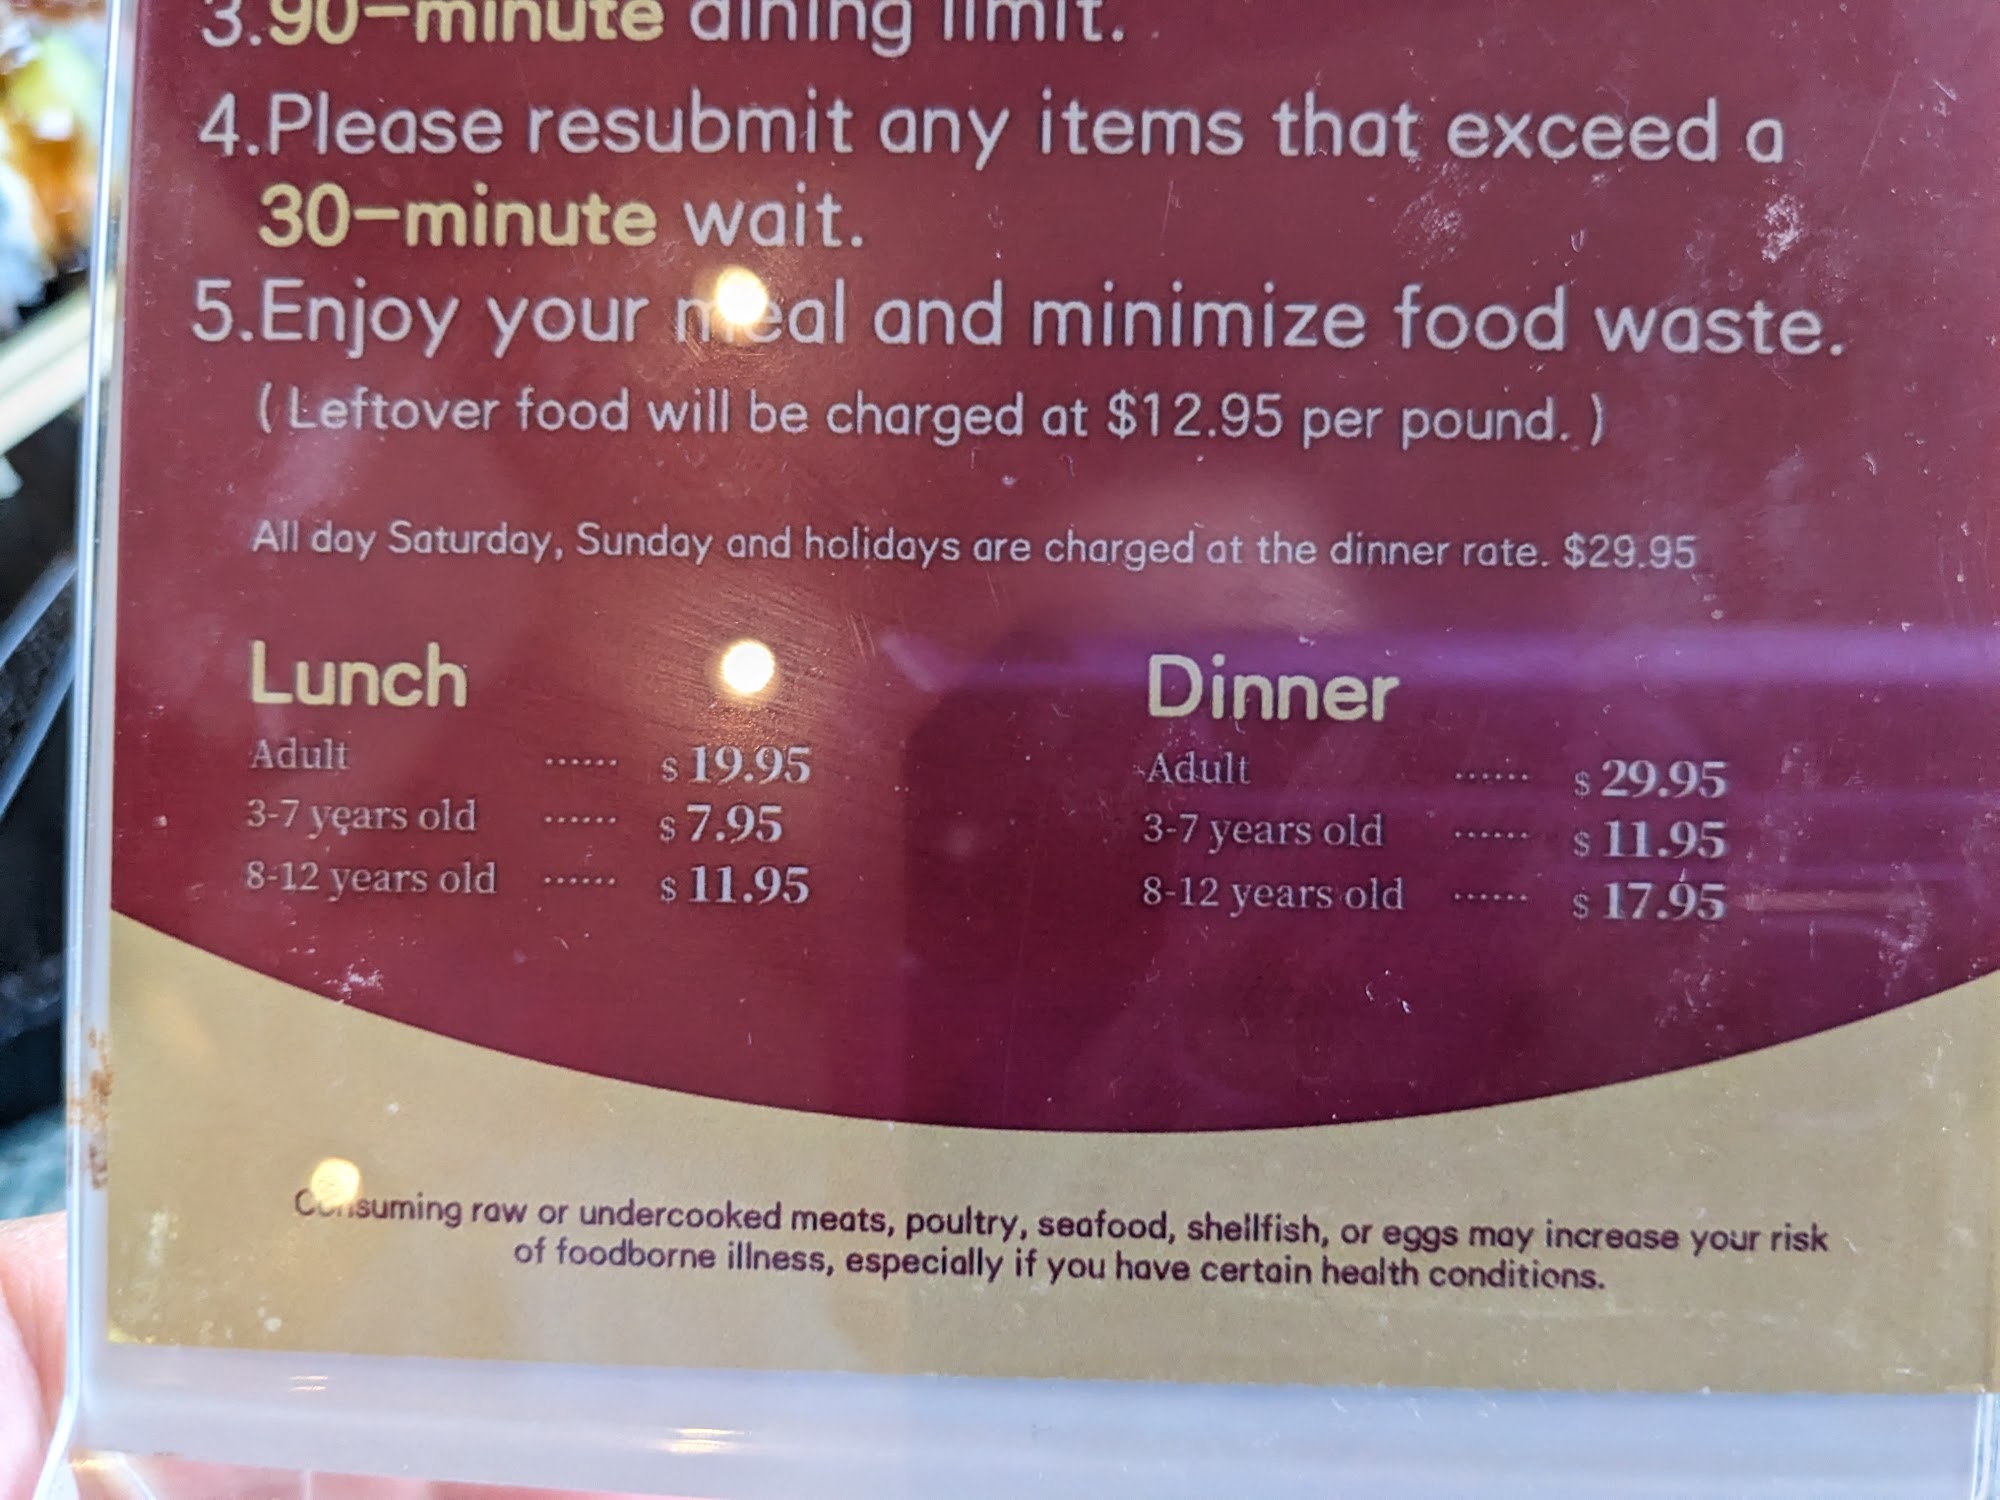 3.90-minute dining limit.
4.Please resubmit any items that exceed a
30-minute wait.
5.Enjoy your meal and minimize food waste.
( Leftover food will be charged at $12.95 per pound. )
All day Saturday, Sunday and holidays are charged at the dinner rate. $29.95
Lunch
Adult ...... $ 19.95
3-7 years old ...... $ 7.95
8-12 years old ...... $ 11.95
Dinner
Adult ...... $ 29.95
3-7 years old ...... $ 11.95
8-12 years old ...... $ 17.95
Consuming raw or undercooked meats, poultry, seafood, shellfish, or eggs may increase your risk
of foodborne illness, especially if you have certain health conditions.